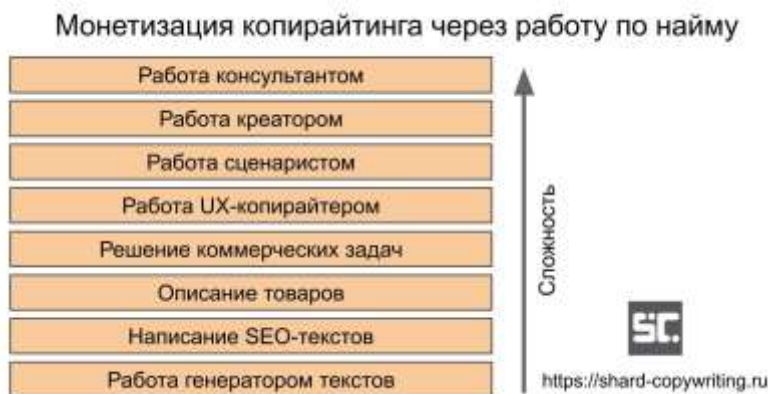 Монетизация копирайтинга через работу по найму
Работа консультантом
Работа креатором
Работа сценаристом
Работа UX-копирайтером
Решение коммерческих задач
Описание товаров
Написание SEO-текстов
Работа генератором текстов
Сложность
SC.
https://shard-copywriting.ru